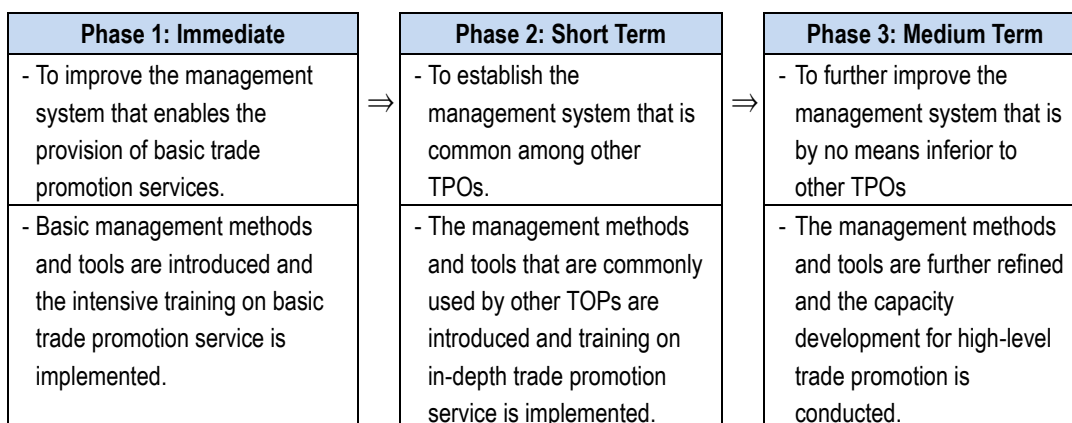 Phase 1: Immediate
- To improve the management
system that enables the
provision of basic trade
promotion services.
- Basic management methods
and tools are introduced and
the intensive training on basic
trade promotion service is
implemented.
⇒
Phase 2: Short Term
- To establish the
management system that is
common among other
TPOs.
- The management methods
and tools that are commonly
used by other TOPs are
introduced and training on
in-depth trade promotion
service is implemented.
⇒
Phase 3: Medium Term
- To further improve the
management system that is
by no means inferior to
other TPOs
- The management methods
and tools are further refined
and the capacity
development for high-level
trade promotion is
conducted.